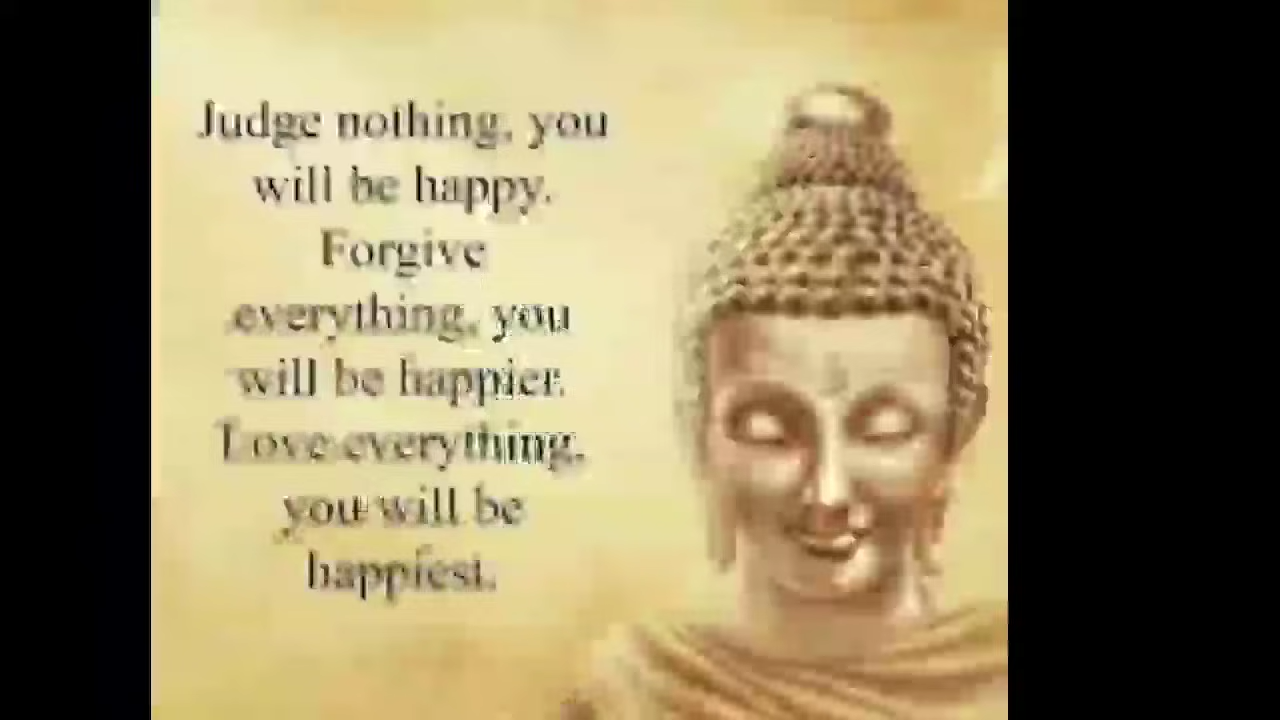 Judge nothing, you
will be happy.
Forgive
everything, you
will be happier.
Love everything,
you will be
happiest.